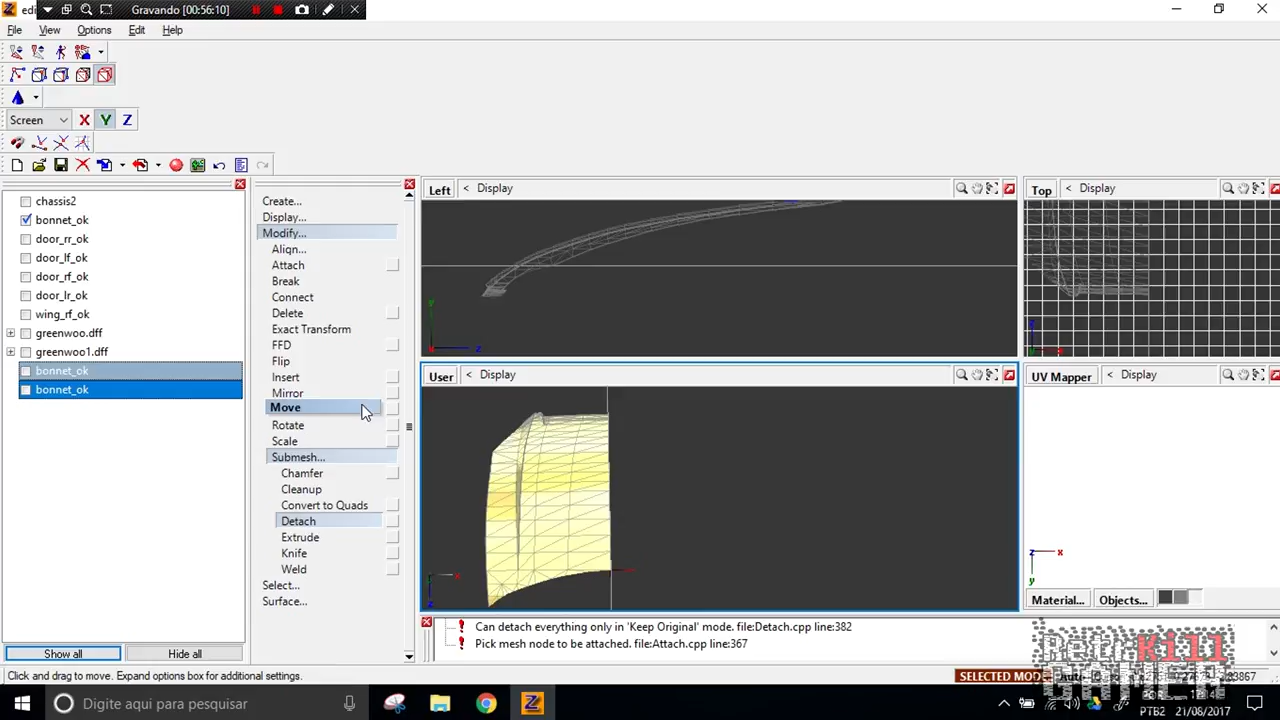 edi
Gravando [00:56:10]
File View Options Edit Help
Screen X Y Z
chassis2
bonnet_ok
door_rr_ok
door_lf_ok
door_rf_ok
door_lr_ok
wing_rf_ok
greenwoo.dff
greenwoo1.dff
bonnet_ok
bonnet_ok
Show all Hide all
Create...
Display...
Modify...
Align...
Attach
Break
Connect
Delete
Exact Transform
FFD
Flip
Insert
Mirror
Move
Rotate
Scale
Submesh...
Chamfer
Cleanup
Convert to Quads
Detach
Extrude
Knife
Weld
Select...
Surface...
Left < Display
Top < Display
User < Display
UV Mapper < Display
Material... Objects...
Can detach everything only in 'Keep Original' mode. file:Detach.cpp line:382
Pick mesh node to be attached. file:Attach.cpp line:367
Click and drag to move. Expand options box for additional settings.
SELECTED MOD
Auto
Digite aqui para pesquisar
PTB2 21/08/2017